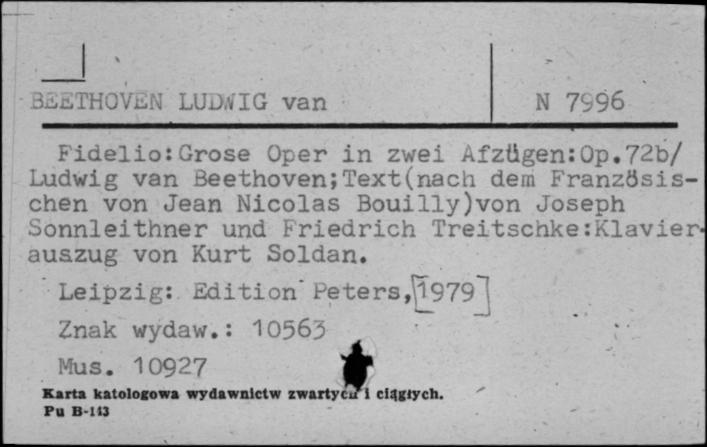 BEETHOVEN LUDWIG van N 7996
Fidelio:Grose Oper in zwei Afzügen:Op.72b/
Ludwig van Beethoven;Text(nach dem Französis-
chen von Jean Nicolas Bouilly)von Joseph
Sonnleithner und Friedrich Treitschke:Klavier-
auszug von Kurt Soldan.
Leipzig: Edition Peters,[1979]
Znak wydaw.: 10563
Mus. 10927
Karta katologowa wydawnictw zwartych i ciągłych.
Pu B-143